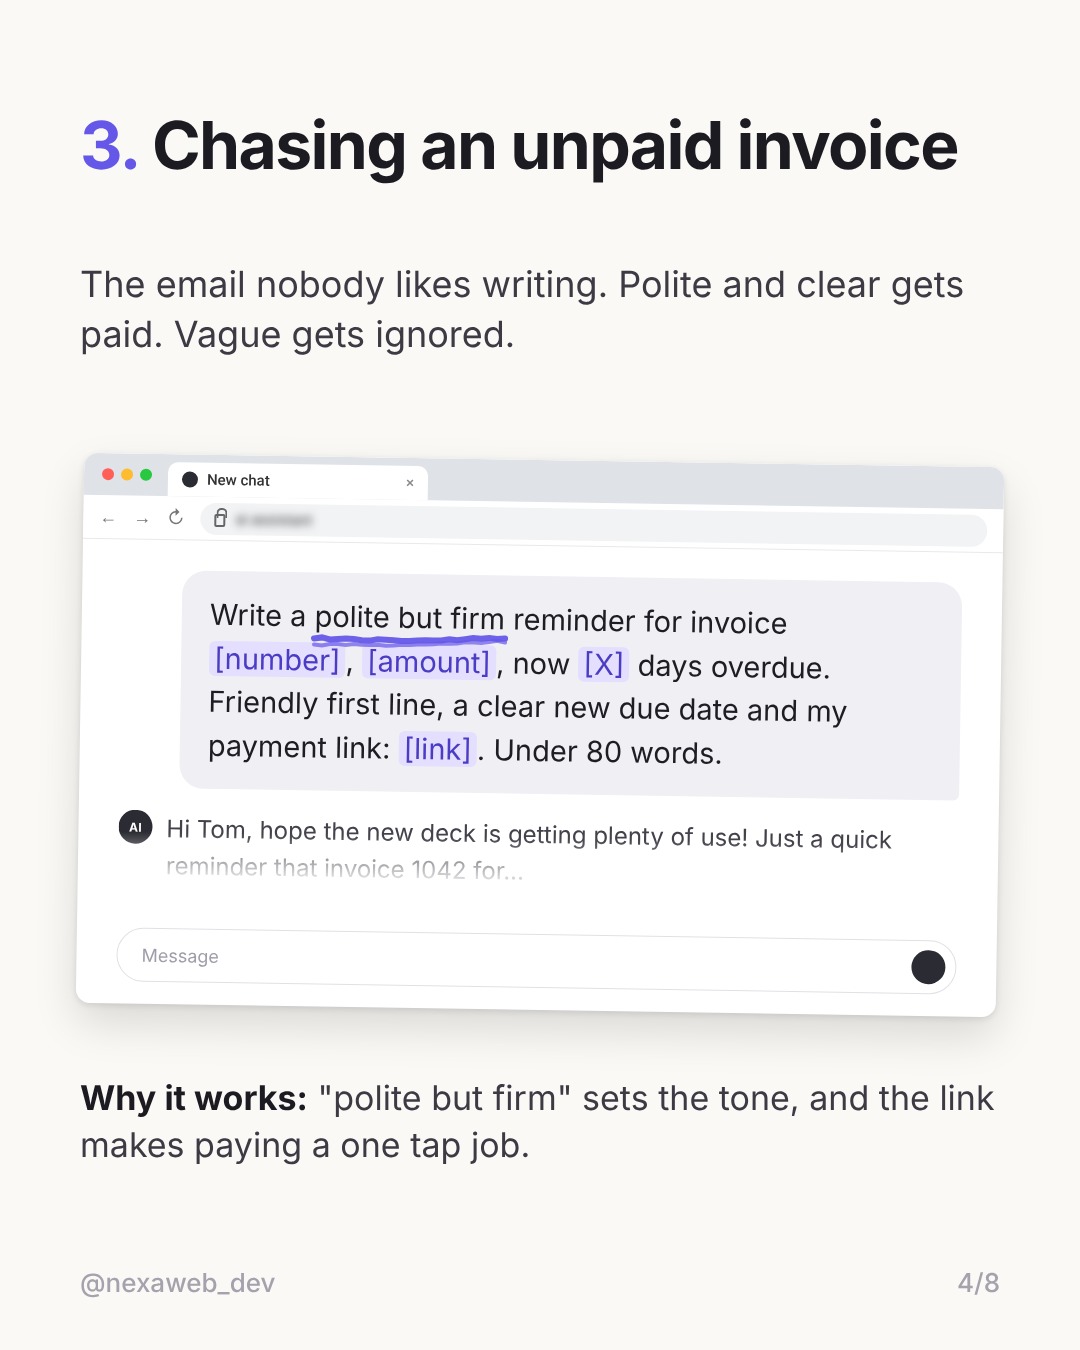 3. Chasing an unpaid invoice
The email nobody likes writing. Polite and clear gets
paid. Vague gets ignored.
New chat ×
Write a polite but firm reminder for invoice
[number], [amount], now [X] days overdue.
Friendly first line, a clear new due date and my
payment link: [link]. Under 80 words.
AI Hi Tom, hope the new deck is getting plenty of use! Just a quick
reminder that invoice 1042 for...
Message
Why it works: "polite but firm" sets the tone, and the link
makes paying a one tap job.
@nexaweb_dev 4/8